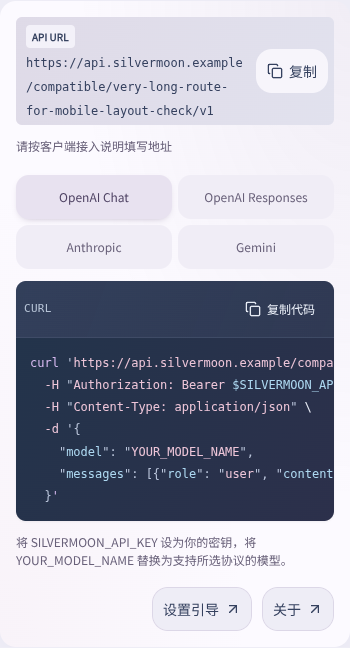 API URL
https://api.silvermoon.example
/compatible/very-long-route-
for-mobile-layout-check/v1
复制
请按客户端接入说明填写地址
OpenAI Chat
OpenAI Responses
Anthropic
Gemini
CURL
复制代码
curl 'https://api.silvermoon.example/compa
-H "Authorization: Bearer $SILVERMOON_AP
-H "Content-Type: application/json" \
-d '{
"model": "YOUR_MODEL_NAME",
"messages": [{"role": "user", "content
}'
将 SILVERMOON_API_KEY 设为你的密钥，将
YOUR_MODEL_NAME 替换为支持所选协议的模型。
设置引导
关于